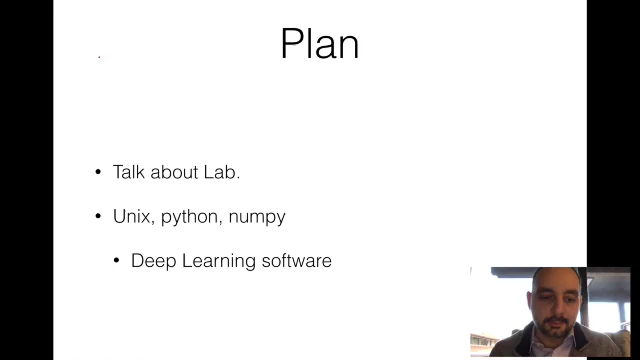 Plan
Talk about Lab.
Unix, python, numpy
Deep Learning software